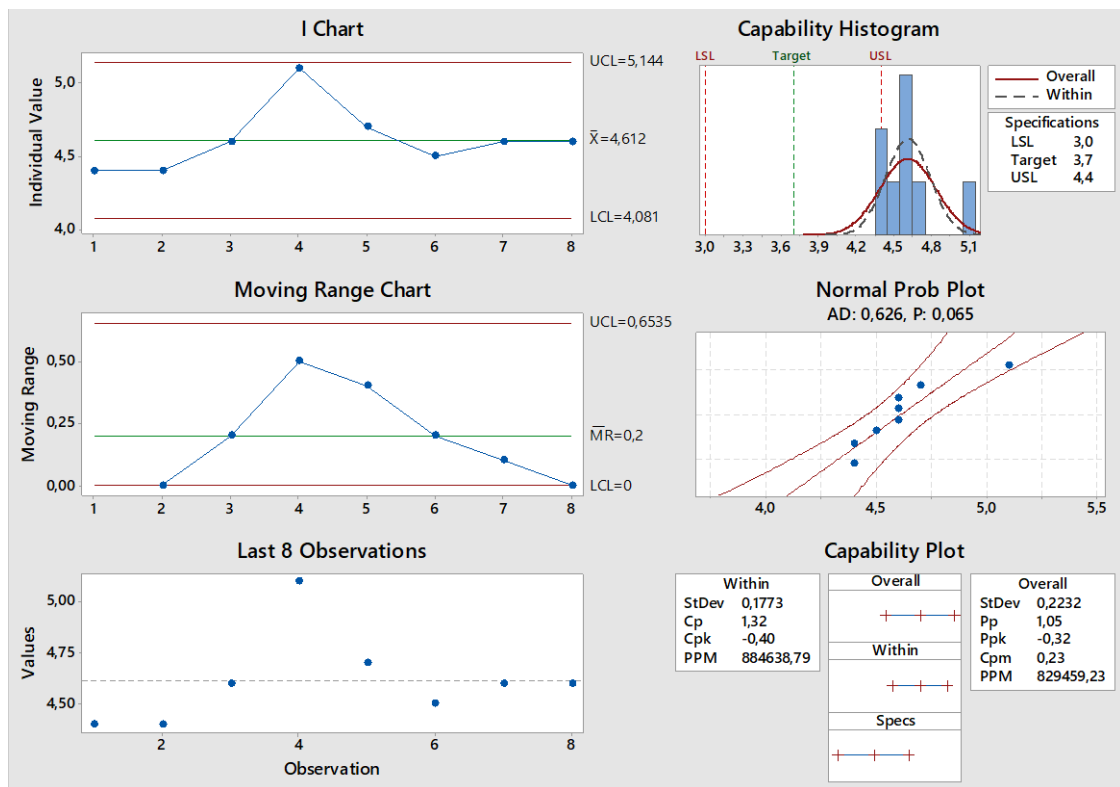 I Chart
Individual Value
5,0
4,5
4,0
UCL=5,144
X̄=4,612
LCL=4,081
1 2 3 4 5 6 7 8
Moving Range Chart
Moving Range
0,50
0,25
0,00
UCL=0,6535
M̅R̅=0,2
LCL=0
1 2 3 4 5 6 7 8
Last 8 Observations
Values
5,00
4,75
4,50
2 4 6 8
Observation
Capability Histogram
LSL Target USL
3,0 3,3 3,6 3,9 4,2 4,5 4,8 5,1
Overall
Within
Specifications
LSL 3,0
Target 3,7
USL 4,4
Normal Prob Plot
AD: 0,626, P: 0,065
4,0 4,5 5,0 5,5
Capability Plot
Within
StDev 0,1773
Cp 1,32
Cpk -0,40
PPM 884638,79
Overall
Within
Specs
Overall
StDev 0,2232
Pp 1,05
Ppk -0,32
Cpm 0,23
PPM 829459,23